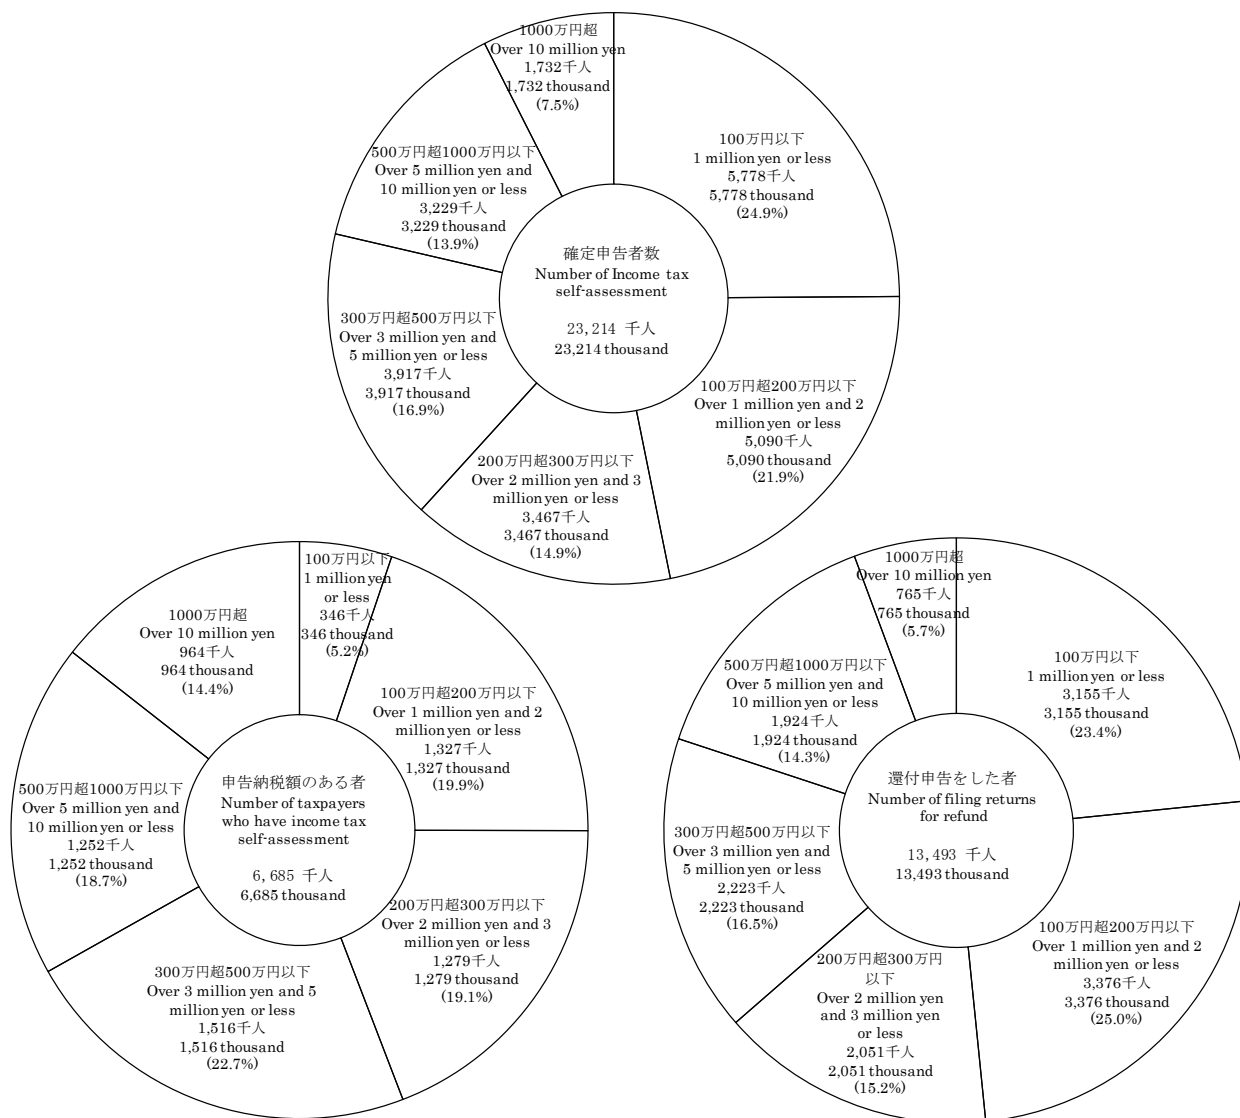 1000万円超
Over 10 million yen
1,732千人
1,732 thousand
(7.5%)
100万円以下
1 million yen or less
5,778千人
5,778 thousand
(24.9%)
500万円超1000万円以下
Over 5 million yen and
10 million yen or less
3,229千人
3,229 thousand
(13.9%)
確定申告者数
Number of Income tax
self-assessment
23,214 千人
23,214 thousand
300万円超500万円以下
Over 3 million yen and
5 million yen or less
3,917千人
3,917 thousand
(16.9%)
100万円超200万円以下
Over 1 million yen and 2
million yen or less
5,090千人
5,090 thousand
(21.9%)
200万円超300万円以下
Over 2 million yen and 3
million yen or less
3,467千人
3,467 thousand
(14.9%)
100万円以下
1 million yen
or less
346千人
346 thousand
(5.2%)
1000万円超
Over 10 million yen
964千人
964 thousand
(14.4%)
100万円超200万円以下
Over 1 million yen and 2
million yen or less
1,327千人
1,327 thousand
(19.9%)
申告納税額のある者
Number of taxpayers
who have income tax
self-assessment
6,685 千人
6,685 thousand
500万円超1000万円以下
Over 5 million yen and
10 million yen or less
1,252千人
1,252 thousand
(18.7%)
200万円超300万円以下
Over 2 million yen and 3
million yen or less
1,279千人
1,279 thousand
(19.1%)
300万円超500万円以下
Over 3 million yen and 5
million yen or less
1,516千人
1,516 thousand
(22.7%)
1000万円超
Over 10 million yen
765千人
765 thousand
(5.7%)
100万円以下
1 million yen or less
3,155千人
3,155 thousand
(23.4%)
500万円超1000万円以下
Over 5 million yen and
10 million yen or less
1,924千人
1,924 thousand
(14.3%)
還付申告をした者
Number of filing returns
for refund
13,493 千人
13,493 thousand
300万円超500万円以下
Over 3 million yen and
5 million yen or less
2,223千人
2,223 thousand
(16.5%)
100万円超200万円以下
Over 1 million yen and 2
million yen or less
3,376千人
3,376 thousand
(25.0%)
200万円超300万円
以下
Over 2 million yen
and 3 million yen
or less
2,051千人
2,051 thousand
(15.2%)